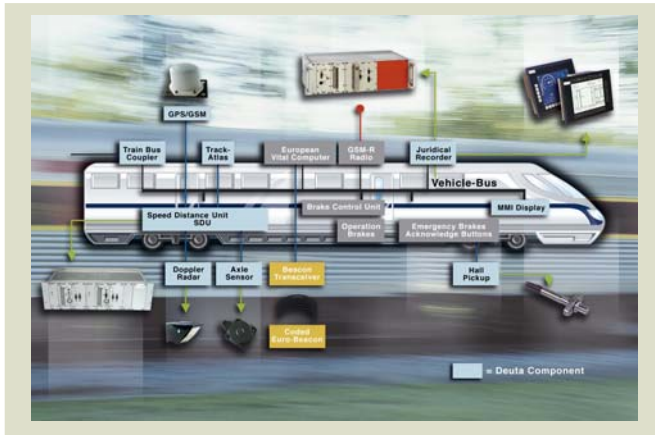 GPS/GSM
Train Bus
Coupler
Track-
Atlas
European
Vital Computer
GSM-R
Radio
Juridical
Recorder
Vehicle-Bus
Speed Distance Unit
SDU
Brake Control Unit
MMI Display
Operation
Brakes
Emergency Brakes
Acknowledge Buttons
Doppler
Radar
Axle
Sensor
Beacon
Transceiver
Hall
Pickup
Coded
Euro-Beacon
= Deuta Component